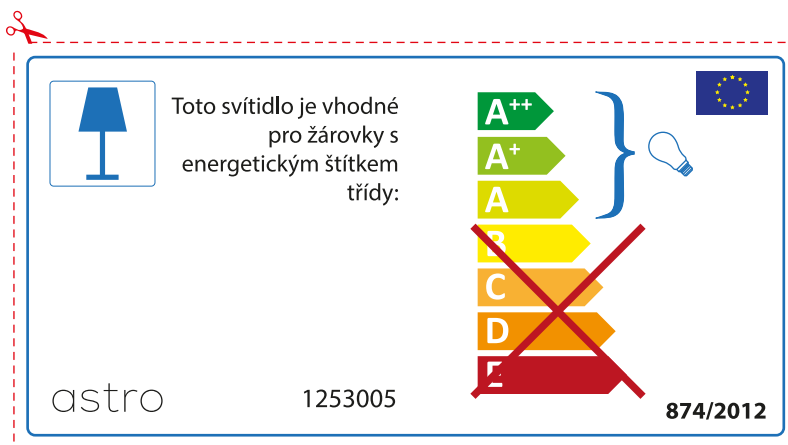 Toto svítidlo je vhodné
pro žárovky s
energetickým štítkem
třídy:
A++
A+
A
B
C
D
E
astro
1253005
874/2012